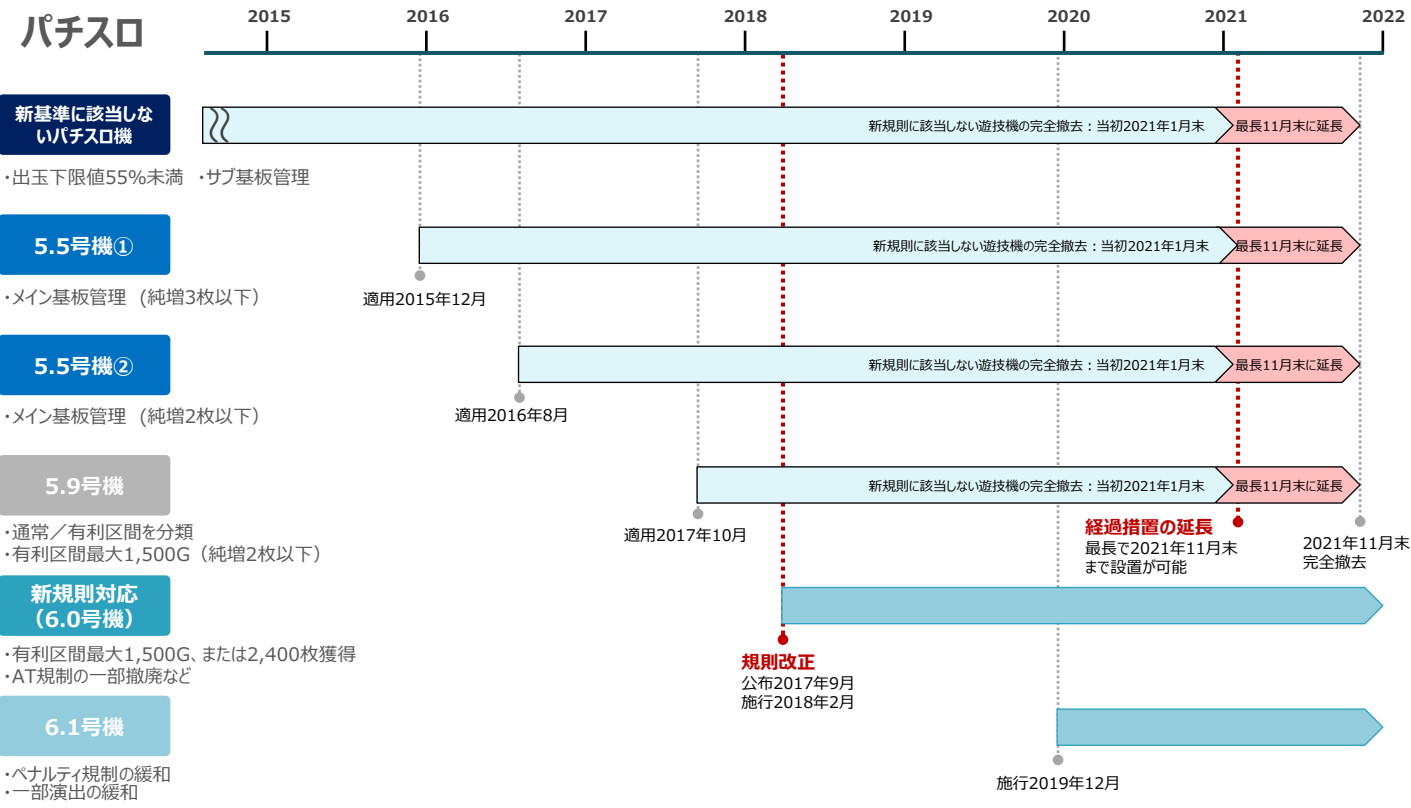 パチスロ
2015
2016
2017
2018
2019
2020
2021
2022
新基準に該当しな
いパチスロ機
新規則に該当しない遊技機の完全撤去：当初2021年1月末
最長11月末に延長
・出玉下限値55%未満　・サブ基板管理
5.5号機①
新規則に該当しない遊技機の完全撤去：当初2021年1月末
最長11月末に延長
・メイン基板管理　(純増3枚以下）
適用2015年12月
5.5号機②
新規則に該当しない遊技機の完全撤去：当初2021年1月末
最長11月末に延長
・メイン基板管理　(純増2枚以下）
適用2016年8月
5.9号機
新規則に該当しない遊技機の完全撤去：当初2021年1月末
最長11月末に延長
・通常／有利区間を分類
・有利区間最大1,500G（純増2枚以下）
適用2017年10月
経過措置の延長
最長で2021年11月末
まで設置が可能
2021年11月末
完全撤去
新規則対応
（6.0号機）
・有利区間最大1,500G、または2,400枚獲得
・AT規制の一部撤廃など
規則改正
公布2017年9月
施行2018年2月
6.1号機
・ペナルティ規制の緩和
・一部演出の緩和
施行2019年12月